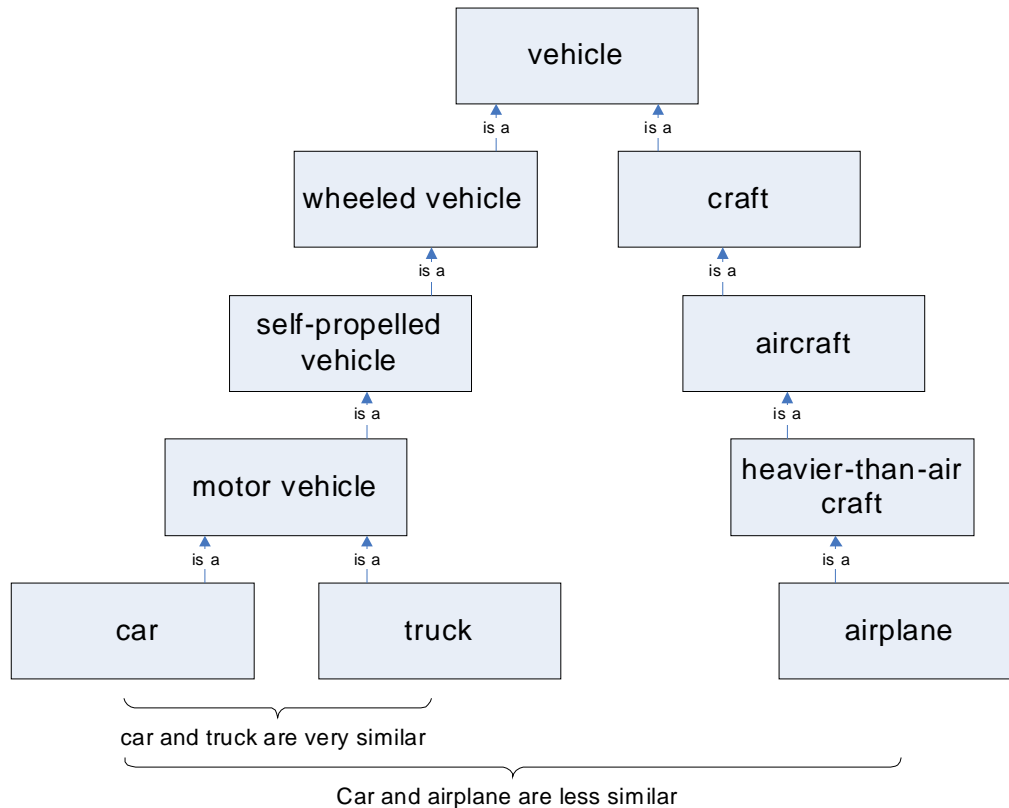 vehicle
is a
is a
wheeled vehicle
craft
is a
is a
self-propelled
vehicle
aircraft
is a
is a
motor vehicle
heavier-than-air
craft
is a
is a
is a
car
truck
airplane
car and truck are very similar
Car and airplane are less similar